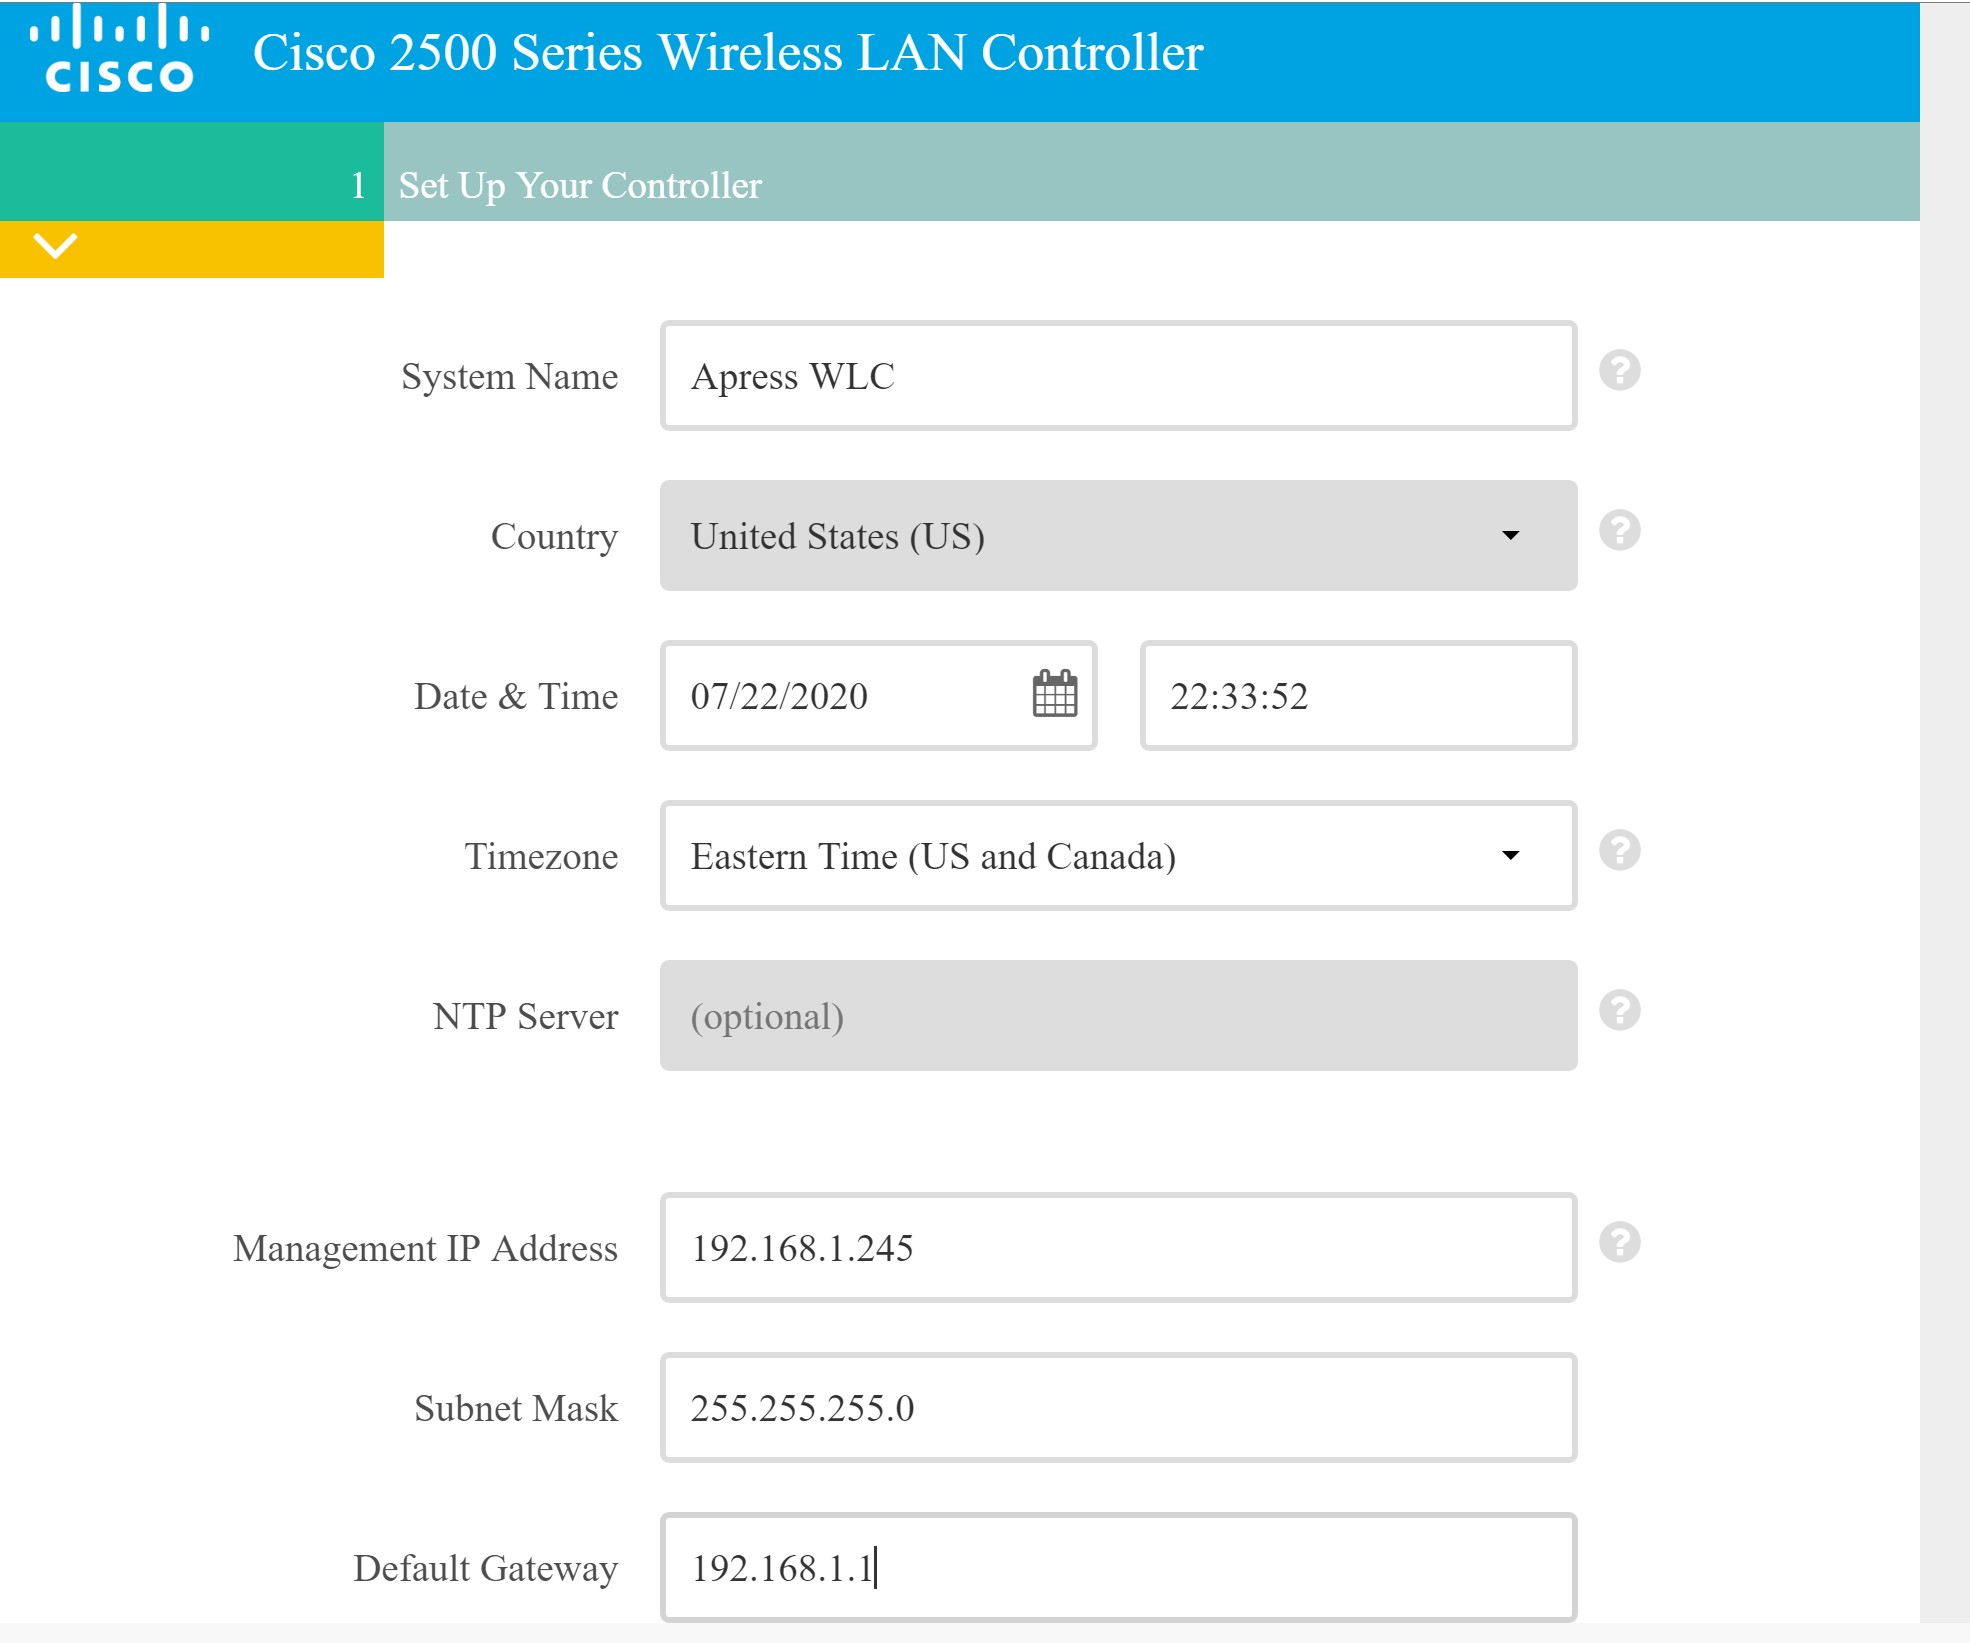 CISCO
Cisco 2500 Series Wireless LAN Controller
1 Set Up Your Controller
System Name Apress WLC ?
Country United States (US) ?
Date & Time 07/22/2020 22:33:52
Timezone Eastern Time (US and Canada) ?
NTP Server (optional) ?
Management IP Address 192.168.1.245 ?
Subnet Mask 255.255.255.0
Default Gateway 192.168.1.1